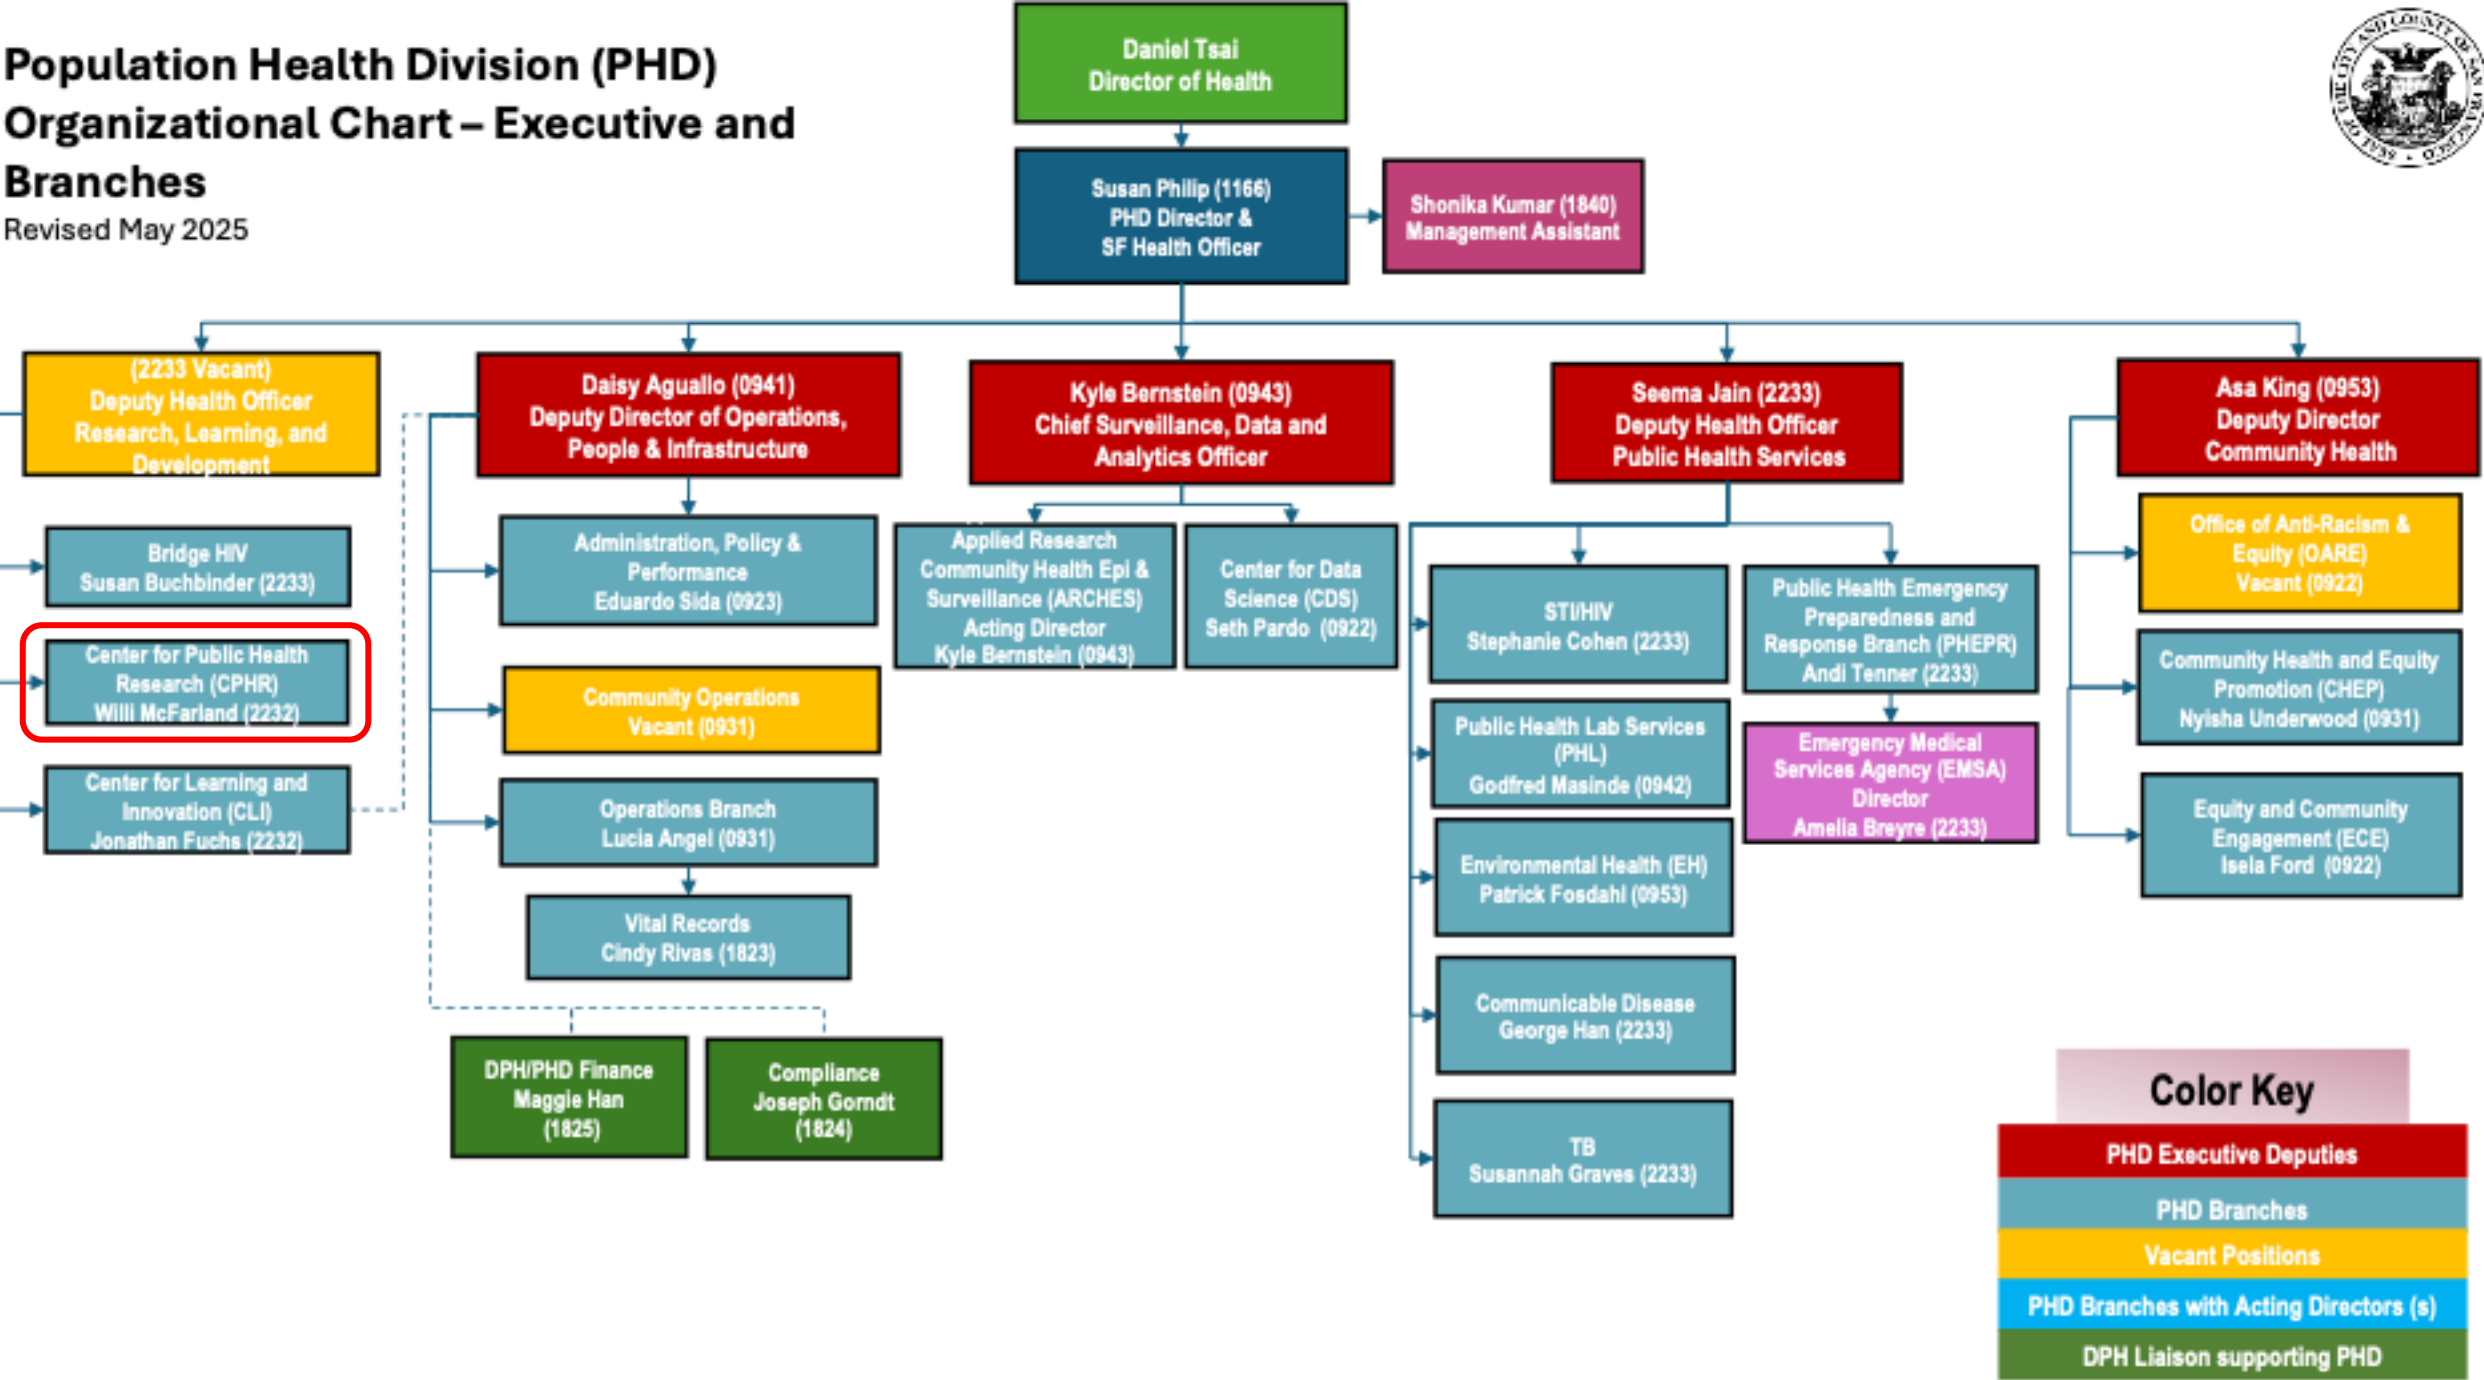 Population Health Division (PHD)
Organizational Chart – Executive and
Branches
Revised May 2025
Daniel Tsai
Director of Health
Susan Philip (1166)
PHD Director &
SF Health Officer
Shonika Kumar (1840)
Management Assistant
SEAL OF THE CITY AND COUNTY OF SAN FRANCISCO
(2233 Vacant)
Deputy Health Officer
Research, Learning, and
Development
Bridge HIV
Susan Buchbinder (2233)
Center for Public Health
Research (CPHR)
Willi McFarland (2232)
Center for Learning and
Innovation (CLI)
Jonathan Fuchs (2232)
Daisy Aguallo (0941)
Deputy Director of Operations,
People & Infrastructure
Administration, Policy &
Performance
Eduardo Sida (0923)
Community Operations
Vacant (0931)
Operations Branch
Lucia Angel (0931)
Vital Records
Cindy Rivas (1823)
DPH/PHD Finance
Maggie Han
(1825)
Compliance
Joseph Gorndt
(1824)
Kyle Bernstein (0943)
Chief Surveillance, Data and
Analytics Officer
Applied Research
Community Health Epi &
Surveillance (ARCHES)
Acting Director
Kyle Bernstein (0943)
Center for Data
Science (CDS)
Seth Pardo (0922)
Seema Jain (2233)
Deputy Health Officer
Public Health Services
STI/HIV
Stephanie Cohen (2233)
Public Health Lab Services
(PHL)
Godfred Masinde (0942)
Environmental Health (EH)
Patrick Fosdahl (0953)
Communicable Disease
George Han (2233)
TB
Susannah Graves (2233)
Public Health Emergency
Preparedness and
Response Branch (PHEPR)
Andi Tenner (2233)
Emergency Medical
Services Agency (EMSA)
Director
Amelia Breyre (2233)
Asa King (0953)
Deputy Director
Community Health
Office of Anti-Racism &
Equity (OARE)
Vacant (0922)
Community Health and Equity
Promotion (CHEP)
Nyisha Underwood (0931)
Equity and Community
Engagement (ECE)
Isela Ford (0922)
Color Key
PHD Executive Deputies
PHD Branches
Vacant Positions
PHD Branches with Acting Directors (s)
DPH Liaison supporting PHD